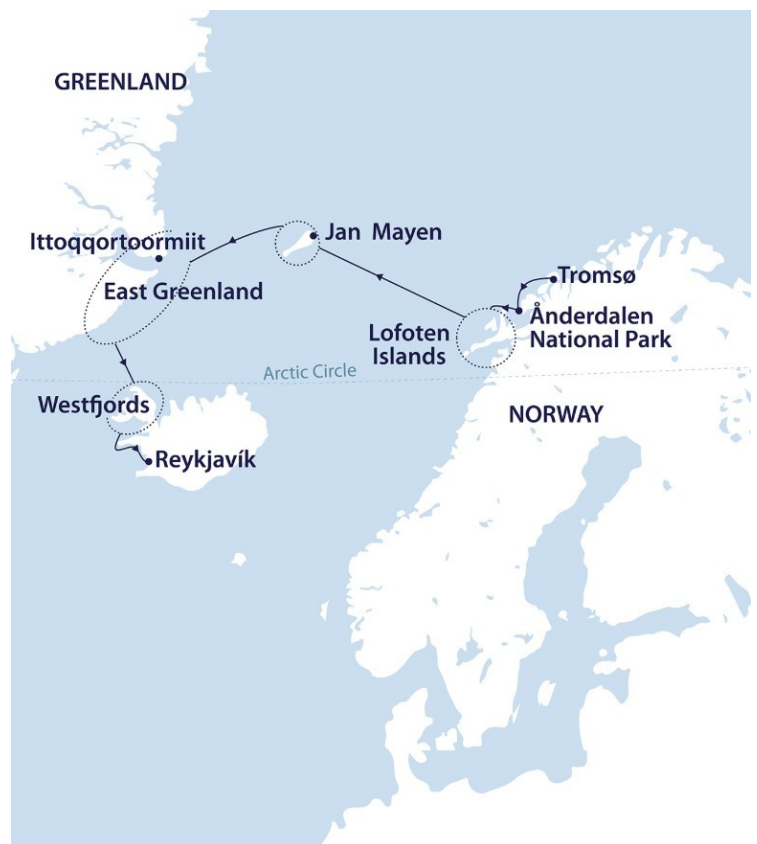 GREENLAND
Ittoqqortoormiit
Jan Mayen
East Greenland
Tromsø
Ånderdalen
National Park
Lofoten
Islands
Arctic Circle
Westfjords
NORWAY
Reykjavík